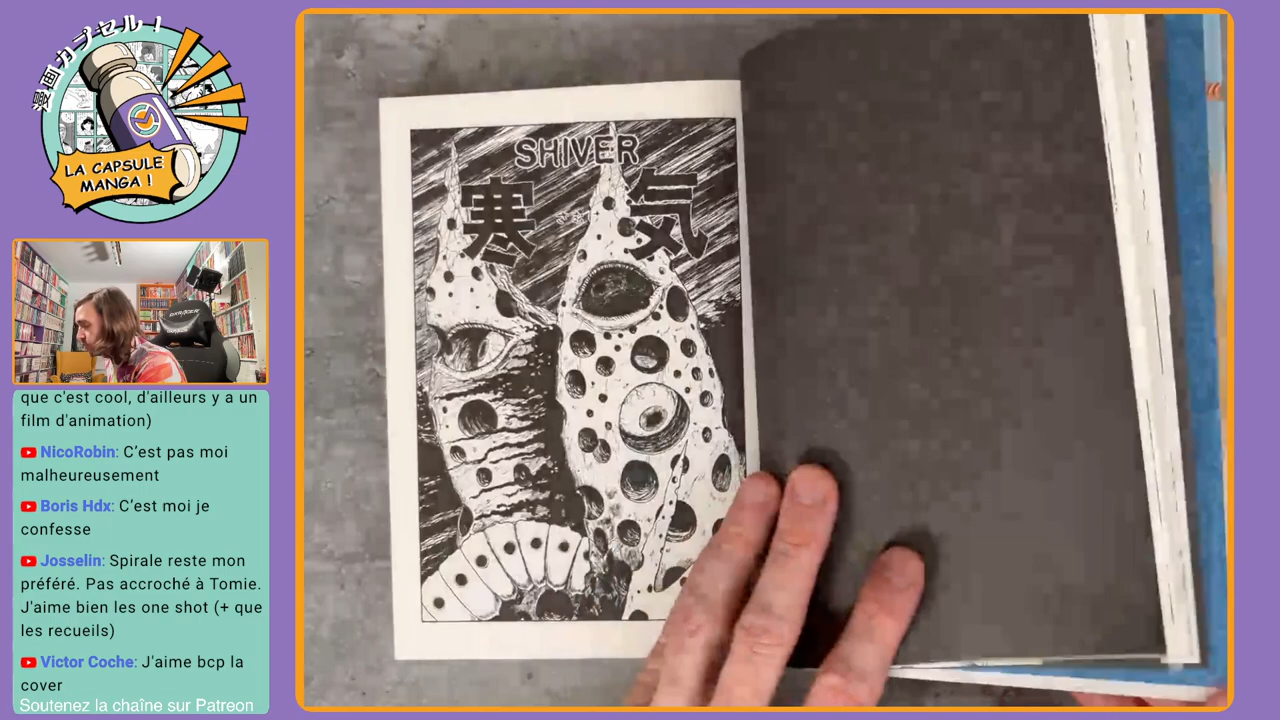 漫画カプセル！
LA CAPSULE
MANGA !
que c'est cool, d'ailleurs y a un
film d'animation)
NicoRobin: C’est pas moi
malheureusement
Boris Hdx: C’est moi je
confesse
Josselin: Spirale reste mon
préféré. Pas accroché à Tomie.
J'aime bien les one shot (+ que
les recueils)
Victor Coche: J'aime bcp la
cover
Soutenez la chaîne sur Patreon
SHIVER
寒気